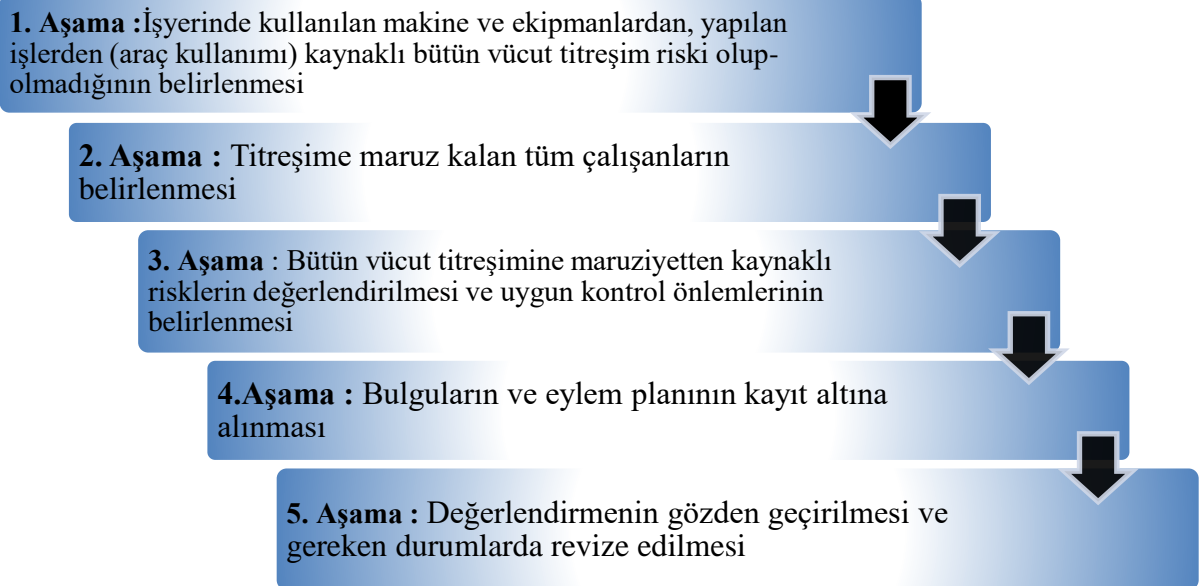 1. Aşama :İşyerinde kullanılan makine ve ekipmanlardan, yapılan
işlerden (araç kullanımı) kaynaklı bütün vücut titreşim riski olup-
olmadığının belirlenmesi
2. Aşama : Titreşime maruz kalan tüm çalışanların
belirlenmesi
3. Aşama : Bütün vücut titreşimine maruziyetten kaynaklı
risklerin değerlendirilmesi ve uygun kontrol önlemlerinin
belirlenmesi
4.Aşama : Bulguların ve eylem planının kayıt altına
alınması
5. Aşama : Değerlendirmenin gözden geçirilmesi ve
gereken durumlarda revize edilmesi